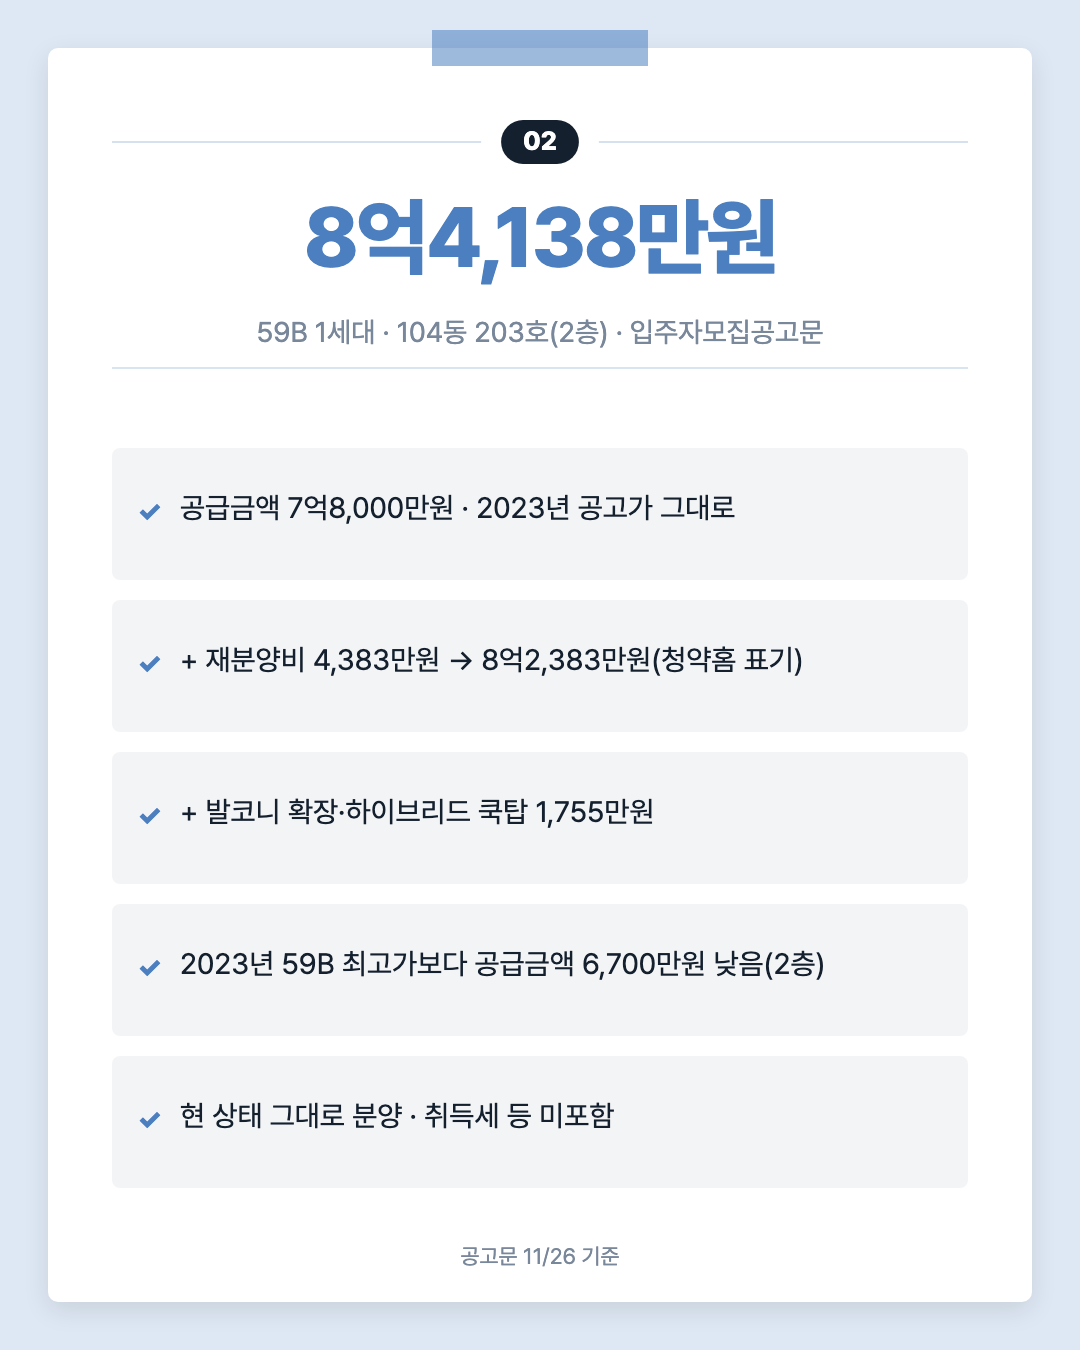 02
8억4,138만원
59B 1세대 · 104동 203호(2층) · 입주자모집공고문
공급금액 7억8,000만원 · 2023년 공고가 그대로
+ 재분양비 4,383만원 → 8억2,383만원(청약홈 표기)
+ 발코니 확장·하이브리드 쿡탑 1,755만원
2023년 59B 최고가보다 공급금액 6,700만원 낮음(2층)
현 상태 그대로 분양 · 취득세 등 미포함
공고문 11/26 기준